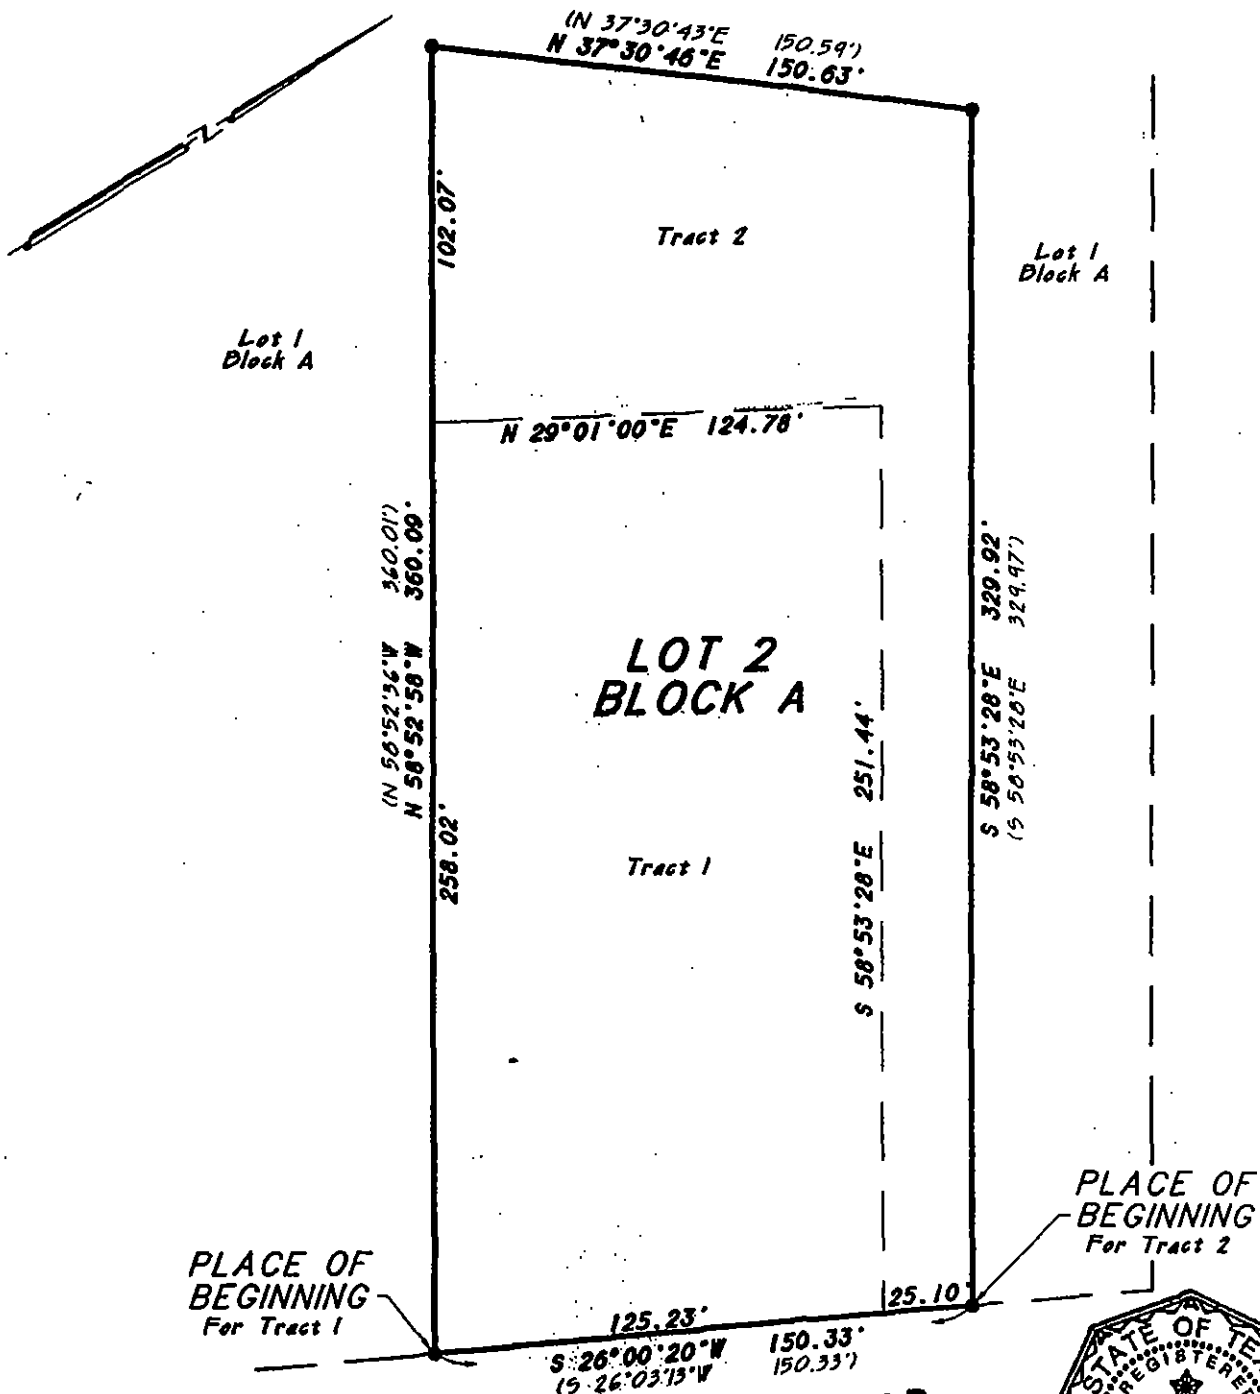 (N 37°30'43"E 150.59')
N 37°30'46"E 150.63'
102.07'
Tract 2
Lot 1
Block A
Lot 1
Block A
N 29°01'00"E 124.78'
(N 58°52'36"W 360.01')
N 58°52'58"W 360.09'
S 58°53'28"E 329.92'
(S 58°53'28"E 329.97')
LOT 2
BLOCK A
S 58°53'28"E 251.44'
258.02'
Tract 1
PLACE OF
BEGINNING
For Tract 2
PLACE OF
BEGINNING
For Tract 1
25.10'
125.23'
S 26°00'20"W 150.33'
(S 26°03'13"W 150.33')
STATE OF TE
REGISTERE